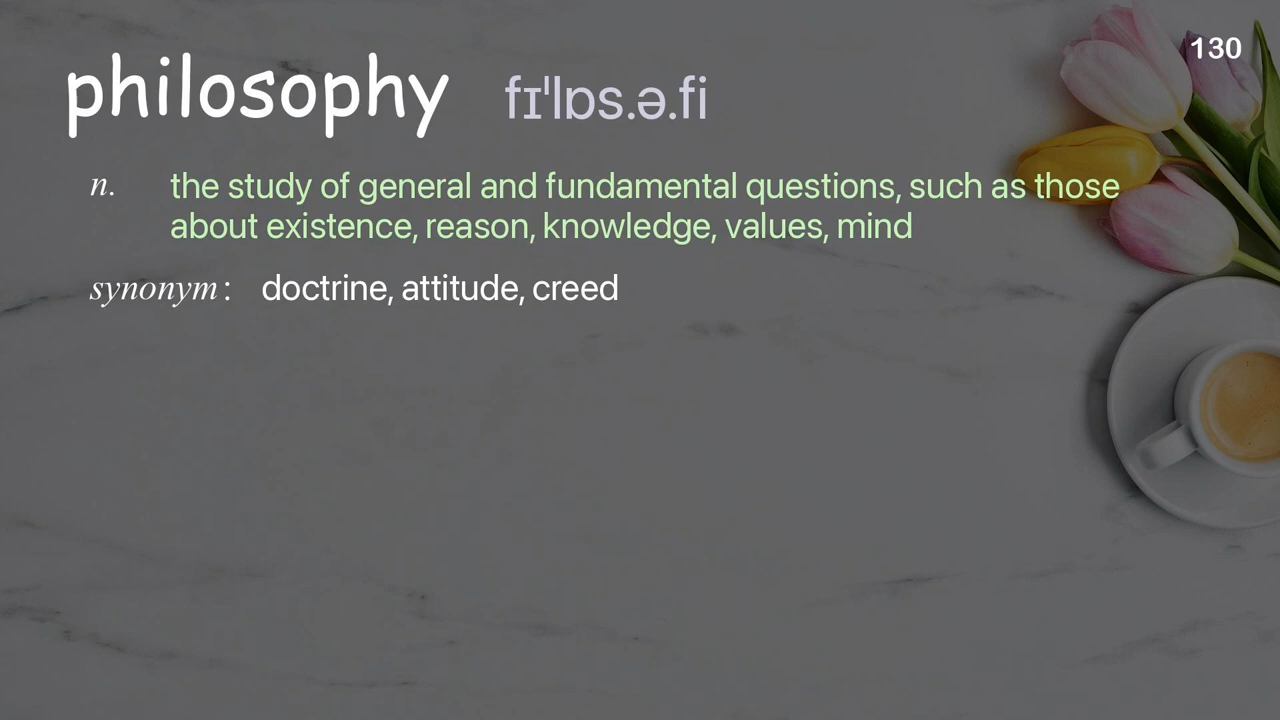 130
philosophy fɪˈlɒs.ə.fi
n. the study of general and fundamental questions, such as those
about existence, reason, knowledge, values, mind
synonym : doctrine, attitude, creed